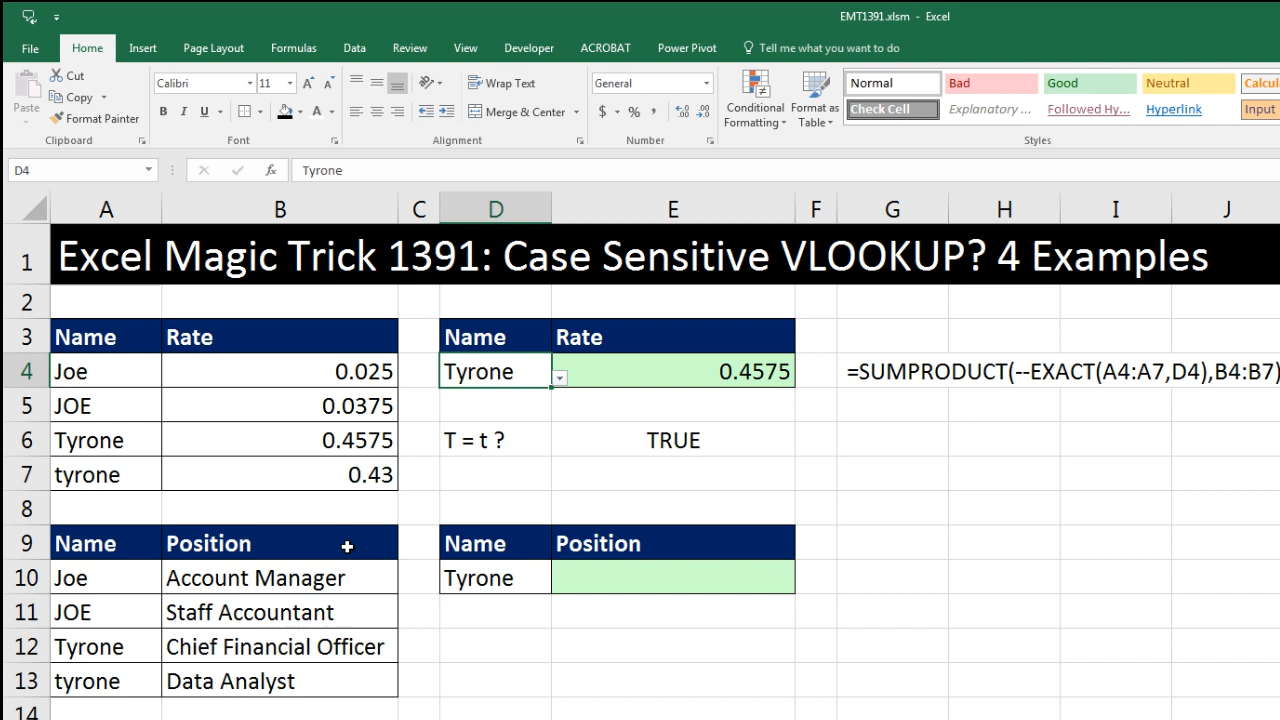 EMT1391.xlsm - Excel
File Home Insert Page Layout Formulas Data Review View Developer ACROBAT Power Pivot Tell me what you want to do
Cut
Copy
Format Painter
Paste
Clipboard
Calibri 11
B I U A
Font
Wrap Text
Merge & Center
Alignment
General
$ % ,
Number
Conditional Formatting
Format as Table
Normal Bad Good Neutral
Check Cell Explanatory ... Followed Hy... Hyperlink Input
Styles
D4 fx Tyrone
A B C D E F G H I J
1 Excel Magic Trick 1391: Case Sensitive VLOOKUP? 4 Examples
2
3 Name Rate Name Rate
4 Joe 0.025 Tyrone 0.4575 =SUMPRODUCT(--EXACT(A4:A7,D4),B4:B7)
5 JOE 0.0375
6 Tyrone 0.4575 T = t ? TRUE
7 tyrone 0.43
8
9 Name Position Name Position
10 Joe Account Manager Tyrone
11 JOE Staff Accountant
12 Tyrone Chief Financial Officer
13 tyrone Data Analyst
14